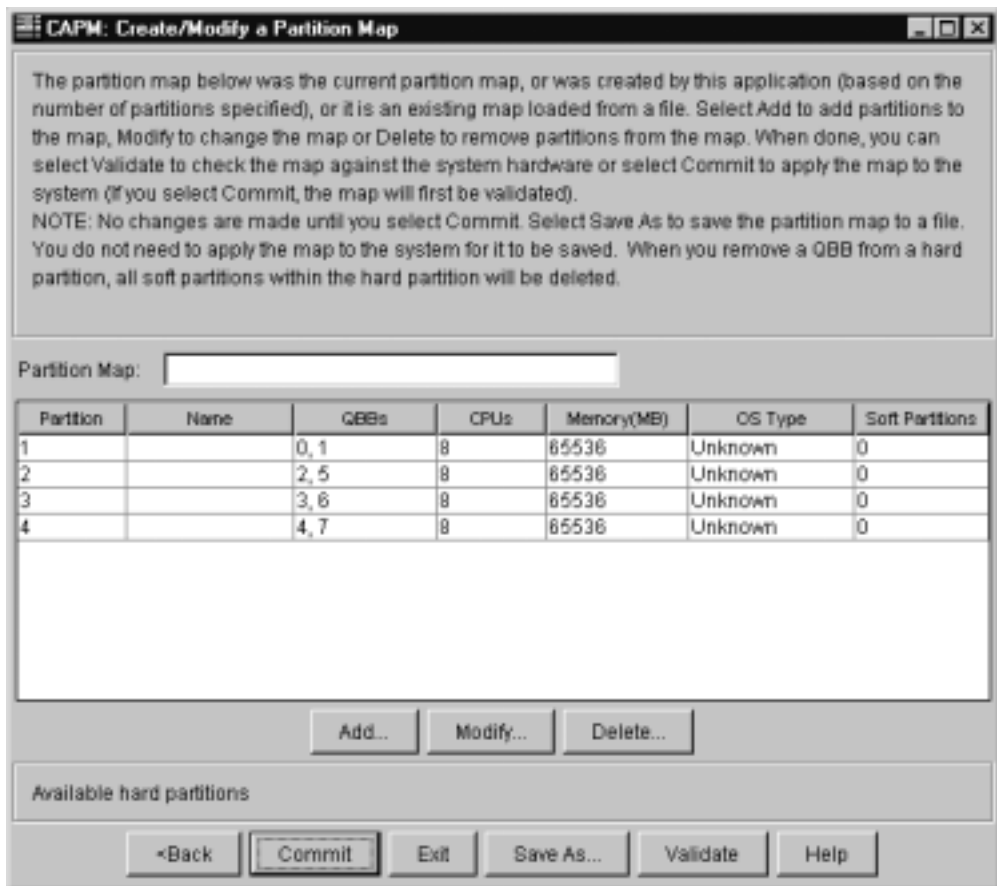 CAPM: Create/Modify a Partition Map
The partition map below was the current partition map, or was created by this application (based on the
number of partitions specified), or it is an existing map loaded from a file. Select Add to add partitions to
the map, Modify to change the map or Delete to remove partitions from the map. When done, you can
select Validate to check the map against the system hardware or select Commit to apply the map to the
system (If you select Commit, the map will first be validated).
NOTE: No changes are made until you select Commit. Select Save As to save the partition map to a file.
You do not need to apply the map to the system for it to be saved. When you remove a QBB from a hard
partition, all soft partitions within the hard partition will be deleted.
Partition Map:
Partition Name QBBs CPUs Memory(MB) OS Type Soft Partitions
1 0, 1 8 65536 Unknown 0
2 2, 5 8 65536 Unknown 0
3 3, 6 8 65536 Unknown 0
4 4, 7 8 65536 Unknown 0
Add... Modify... Delete...
Available hard partitions
<Back Commit Exit Save As... Validate Help